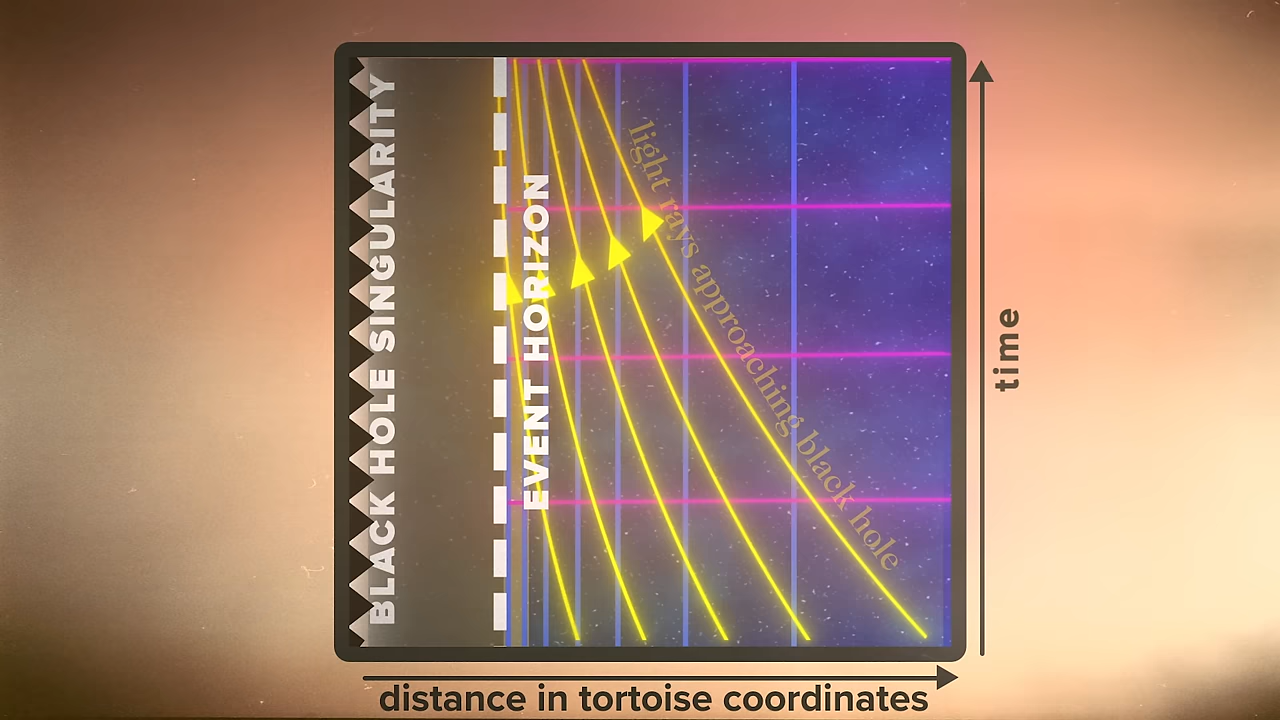 BLACK HOLE SINGULARITY
EVENT HORIZON
light rays approaching black hole
time
distance in tortoise coordinates